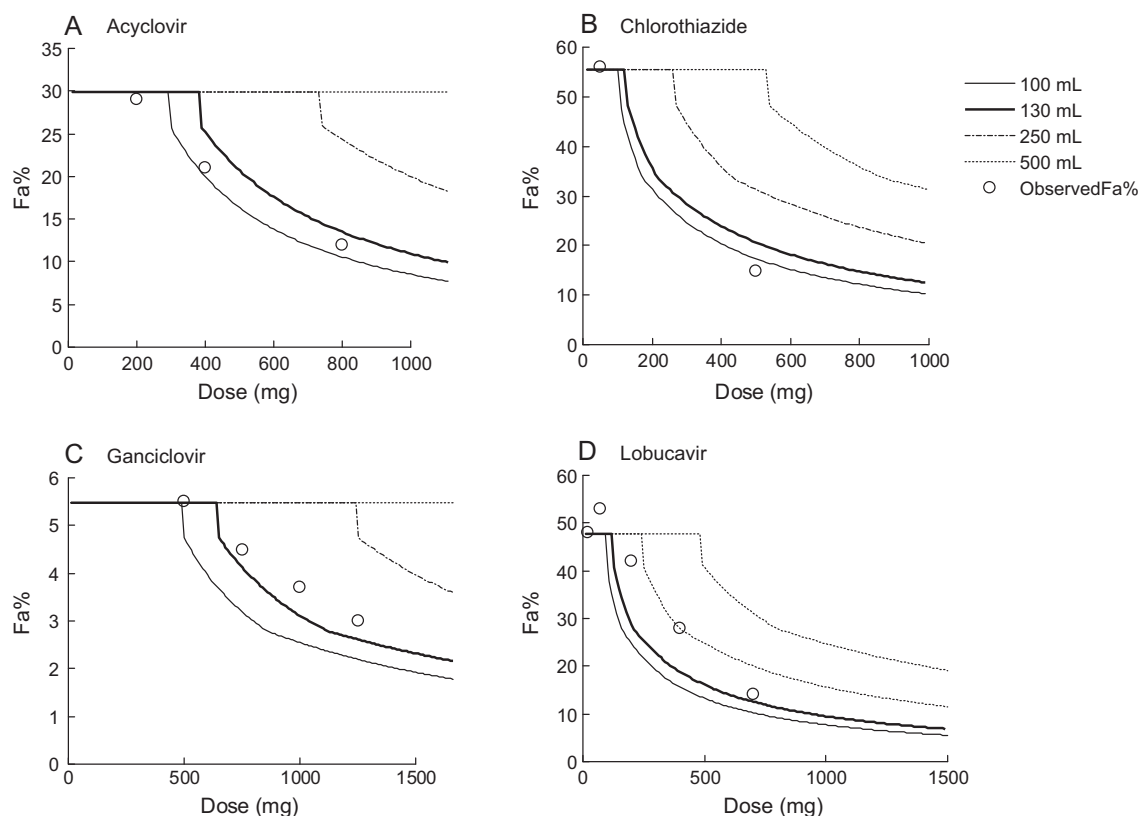 A Acyclovir
35
30
25
20
15
10
5
0
Fa%
0 200 400 600 800 1000
Dose (mg)
B Chlorothiazide
60
50
40
30
20
10
0
Fa%
0 200 400 600 800 1000
Dose (mg)
100 mL
130 mL
250 mL
500 mL
ObservedFa%
C Ganciclovir
6
5
4
3
2
1
0
Fa%
0 500 1000 1500
Dose (mg)
D Lobucavir
60
50
40
30
20
10
0
Fa%
0 500 1000 1500
Dose (mg)